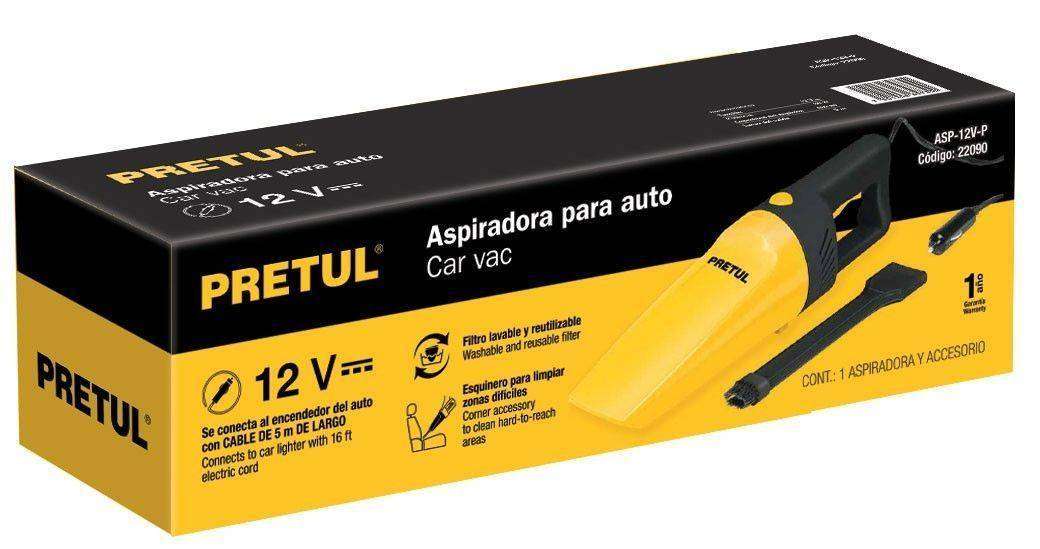 PRETUL®
Aspiradora para auto
Car vac
12 V
Código: 22090
PRETUL®
Aspiradora para auto
Car vac
ASP-12V-P
Código: 22090
PRETUL
12 V
Se conecta al encendedor del auto
con CABLE DE 5 m DE LARGO
Connects to car lighter with 16 ft
electric cord
Filtro lavable y reutilizable
Washable and reusable filter
Esquinero para limpiar
zonas difíciles
Corner accessory
to clean hard-to-reach
areas
1 año
Garantía
Warranty
CONT.: 1 ASPIRADORA Y ACCESORIO
PRETUL®